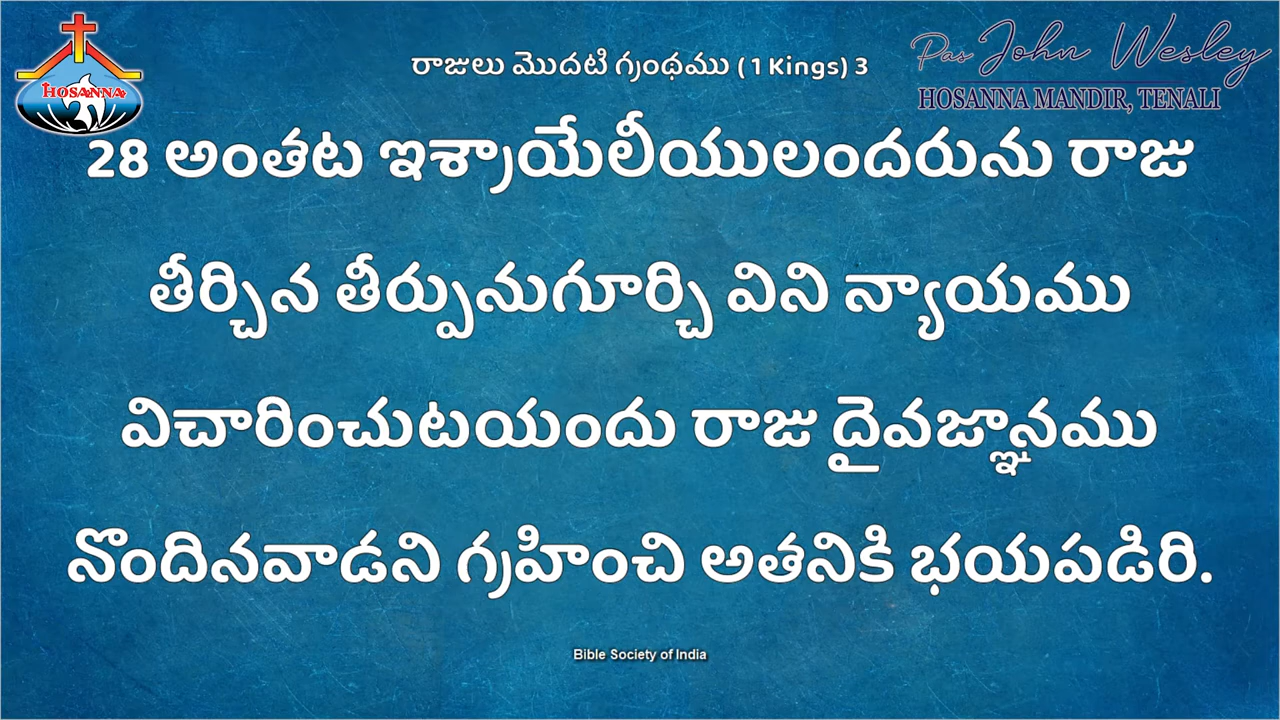 HOSANNA
రాజులు మొదటి గ్రంథము ( 1 Kings) 3
Pas John Wesley
HOSANNA MANDIR, TENALI
28 అంతట ఇశ్రాయేలీయులందరును రాజు
తీర్చిన తీర్పునుగూర్చి విని న్యాయము
విచారించుటయందు రాజు దైవజ్ఞానము
నొందినవాడని గ్రహించి అతనికి భయపడిరి.
Bible Society of India